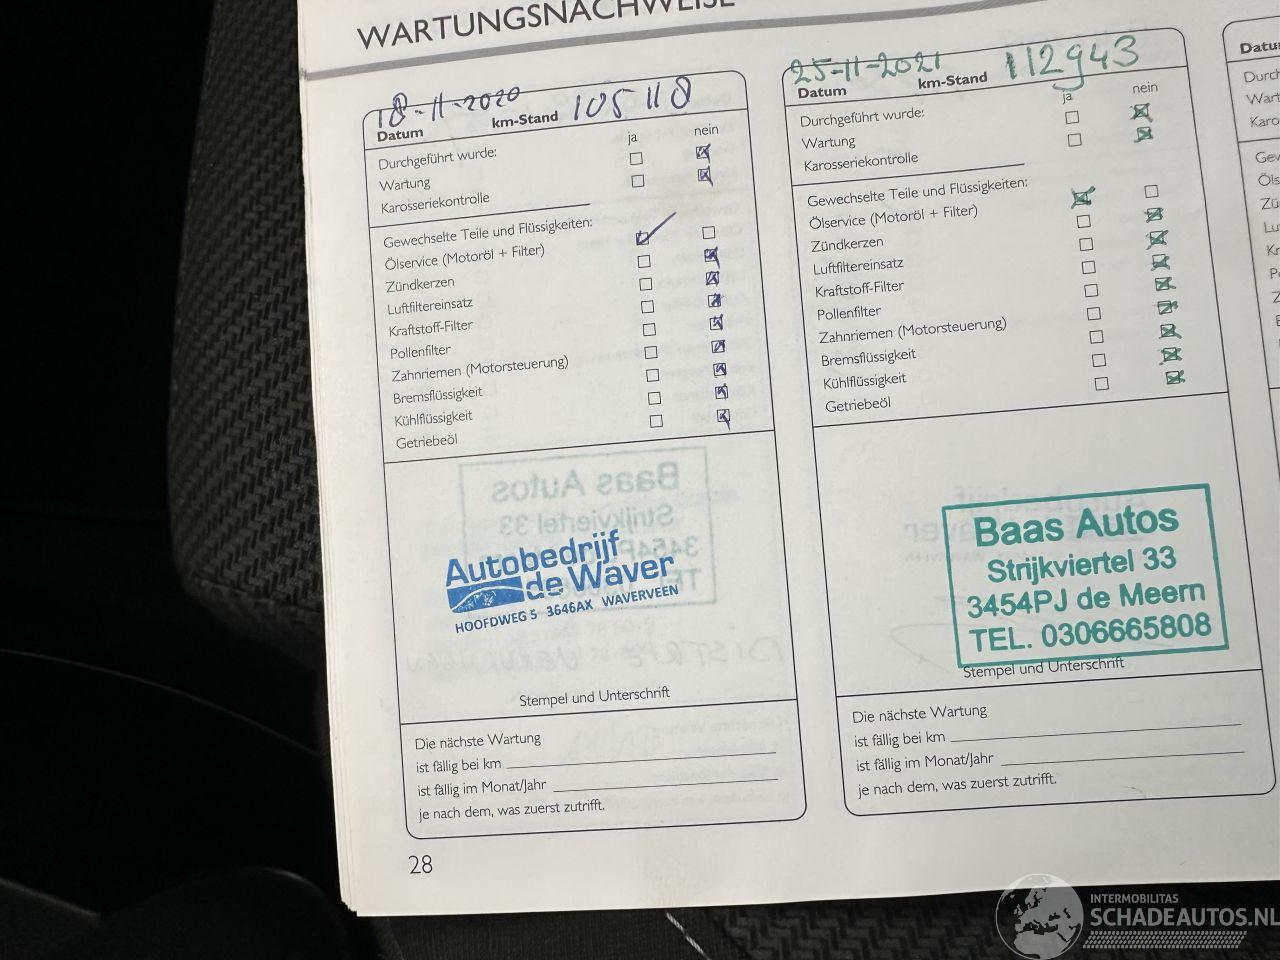 WARTUNGSNACHWEISE
18-11-2020 105118
Datum km-Stand
ja nein
Durchgeführt wurde:
Wartung
Karosseriekontrolle
Gewechselte Teile und Flüssigkeiten:
Ölservice (Motoröl + Filter)
Zündkerzen
Luftfiltereinsatz
Kraftstoff-Filter
Pollenfilter
Zahnriemen (Motorsteuerung)
Bremsflüssigkeit
Kühlflüssigkeit
Getriebeöl
Autobedrijf
de Waver
HOOFDWEG 5 3646AX WAVERVEEN
Stempel und Unterschrift
Die nächste Wartung
ist fällig bei km
ist fällig im Monat/Jahr
je nach dem, was zuerst zutrifft.
28
25-11-2021 112943
Datum km-Stand
ja nein
Durchgeführt wurde:
Wartung
Karosseriekontrolle
Gewechselte Teile und Flüssigkeiten:
Ölservice (Motoröl + Filter)
Zündkerzen
Luftfiltereinsatz
Kraftstoff-Filter
Pollenfilter
Zahnriemen (Motorsteuerung)
Bremsflüssigkeit
Kühlflüssigkeit
Getriebeöl
Baas Autos
Strijkviertel 33
3454PJ de Meern
TEL. 0306665808
Stempel und Unterschrift
Die nächste Wartung
ist fällig bei km
ist fällig im Monat/Jahr
je nach dem, was zuerst zutrifft.
INTERMOBILITAS
SCHADEAUTOS.NL